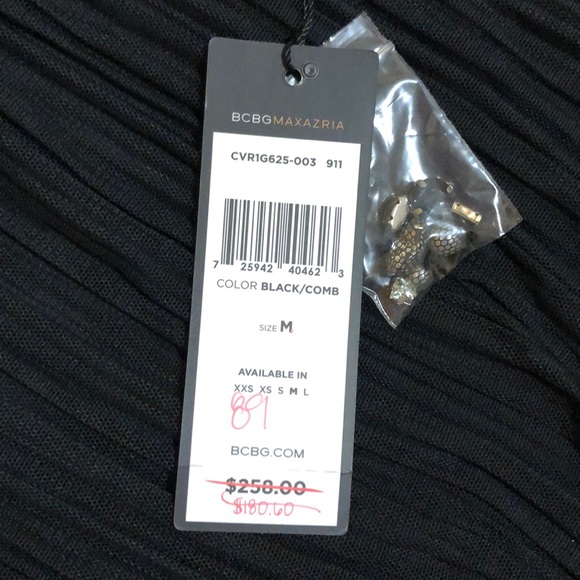 BCBGMAXAZRIA
CVR1G625-003 911
7 25942 40462 3
COLOR BLACK/COMB
SIZE M
AVAILABLE IN
XXS XS S M L
89
BCBG.COM
$258.00
$180.60